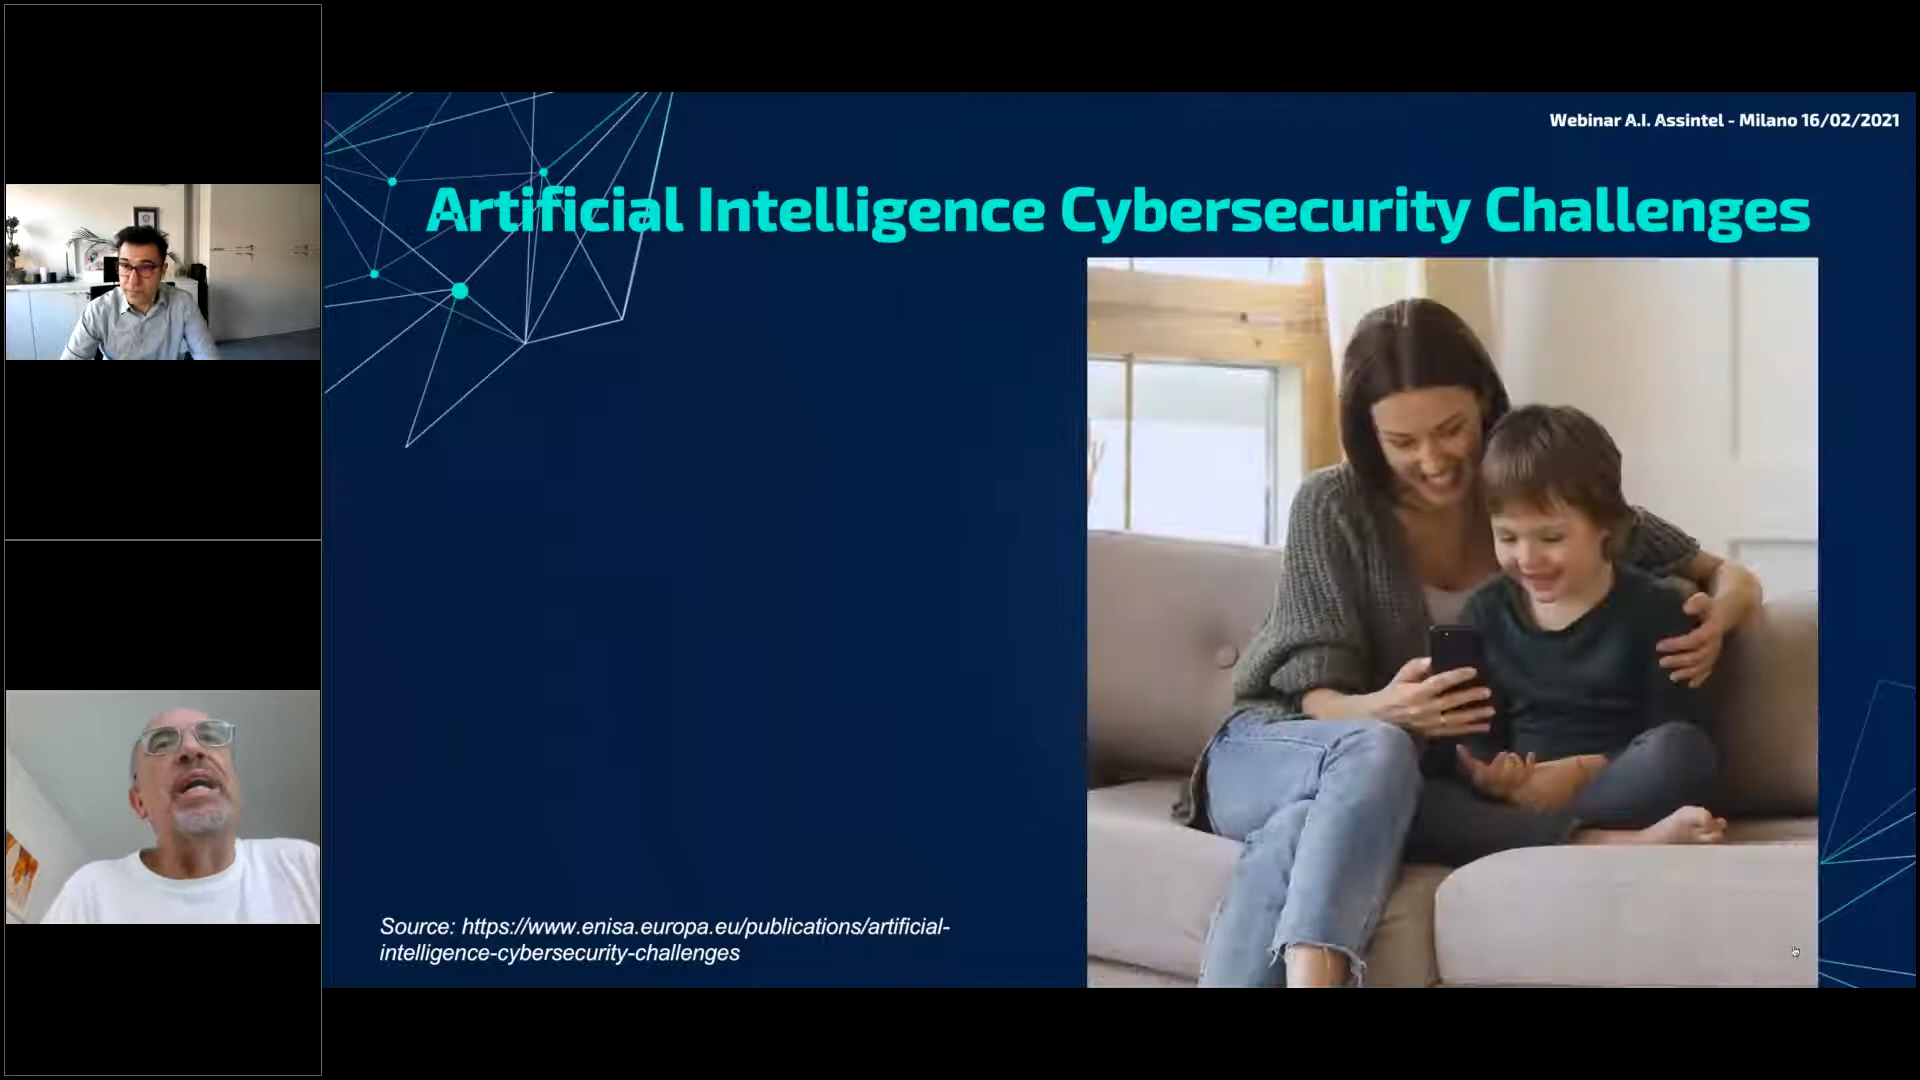 Webinar A.I. Assintel - Milano 16/02/2021
Artificial Intelligence Cybersecurity Challenges
Source: https://www.enisa.europa.eu/publications/artificial-
intelligence-cybersecurity-challenges